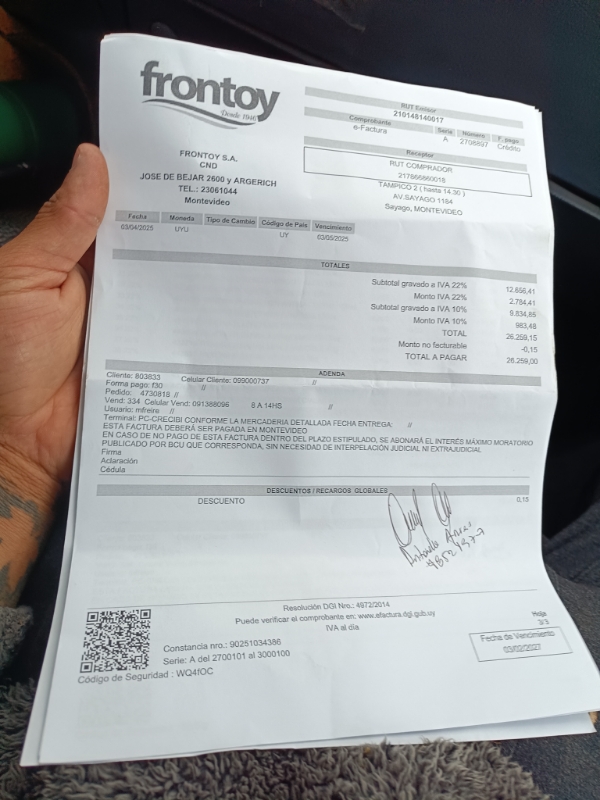 frontoy
Desde 1946
FRONTOY S.A.
CND
JOSE DE BEJAR 2600 y ARGERICH
TEL.: 23061044
Montevideo
RUT Emisor
210148140017
Comprobante Serie Número F. pago
e-Factura A 2708897 Crédito
Receptor
RUT COMPRADOR
217866860018
TAMPICO 2 ( hasta 14.30 )
AV.SAYAGO 1154
Sayago, MONTEVIDEO
Fecha Moneda Tipo de Cambio Código de País Vencimiento
03/04/2025 UYU UY 03/05/2025
TOTALES
Subtotal gravado a IVA 22% 12.656,41
Monto IVA 22% 2.784,41
Subtotal gravado a IVA 10% 9.834,85
Monto IVA 10% 983,48
TOTAL 26.259,15
Monto no facturable -0,15
TOTAL A PAGAR 26.259,00
ADENDA
Cliente: 803833 Celular Cliente: 099000737 //
Forma pago: f30 //
Pedido: 4730818 //
Vend: 334 Celular Vend: 091388096 8 A 14HS //
Usuario: mfreire //
Terminal: PC-CRECIBI CONFORME LA MERCADERIA DETALLADA FECHA ENTREGA: //
ESTA FACTURA DEBERÁ SER PAGADA EN MONTEVIDEO
EN CASO DE NO PAGO DE ESTA FACTURA DENTRO DEL PLAZO ESTIPULADO, SE ABONARÁ EL INTERÉS MÁXIMO MORATORIO
PUBLICADO POR BCU QUE CORRESPONDA, SIN NECESIDAD DE INTERPELACIÓN JUDICIAL NI EXTRAJUDICIAL
Firma
Aclaración
Cédula
DESCUENTOS / RECARGOS GLOBALES
DESCUENTO 0,15
Resolución DGI Nro.: 4972/2014
Puede verificar el comprobante en: www.efactura.dgi.gub.uy
IVA al día
Constancia nro.: 90251034386
Serie: A del 2700101 al 3000100
Código de Seguridad : WQ4fOC
Hoja
3/3
Fecha de Vencimiento
03/02/2027